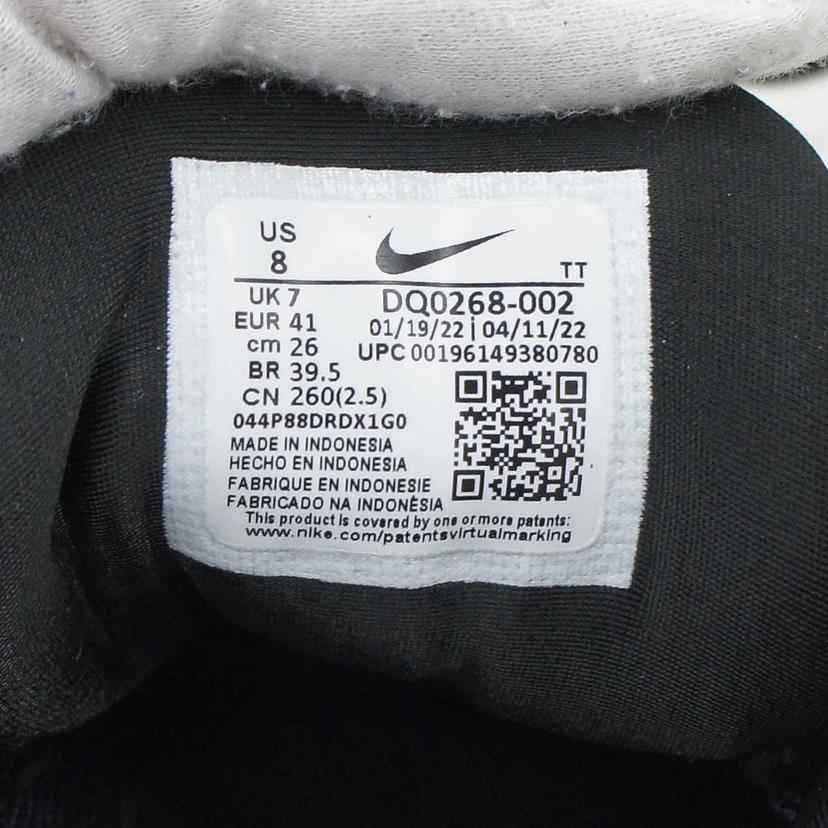 US
8
TT
UK 7
EUR 41
cm 26
BR 39.5
CN 260(2.5)
044P88DRDX1G0
DQ0268-002
01/19/22 | 04/11/22
UPC 00196149380780
MADE IN INDONESIA
HECHO EN INDONESIA
FABRIQUE EN INDONESIE
FABRICADO NA INDONÉSIA
This product is covered by one or more patents:
www.nike.com/patentsvirtualmarking